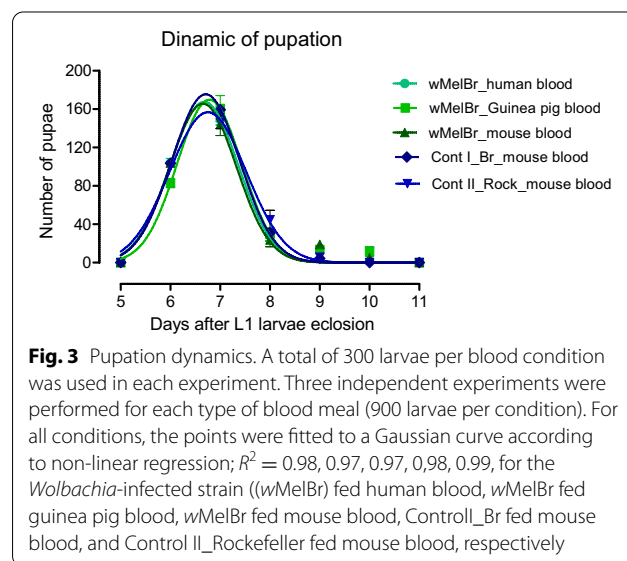 Dinamic of pupation
Number of pupae
200
160
120
80
40
0
5 6 7 8 9 10 11
Days after L1 larvae eclosion
wMelBr_human blood
wMelBr_Guinea pig blood
wMelBr_mouse blood
Cont I_Br_mouse blood
Cont II_Rock_mouse blood
Fig. 3 Pupation dynamics. A total of 300 larvae per blood condition
was used in each experiment. Three independent experiments were
performed for each type of blood meal (900 larvae per condition). For
all conditions, the points were fitted to a Gaussian curve according
to non-linear regression; R² = 0.98, 0.97, 0.97, 0,98, 0.99, for the
Wolbachia-infected strain ((wMelBr) fed human blood, wMelBr fed
guinea pig blood, wMelBr fed mouse blood, ControlI_Br fed mouse
blood, and Control II_Rockefeller fed mouse blood, respectively